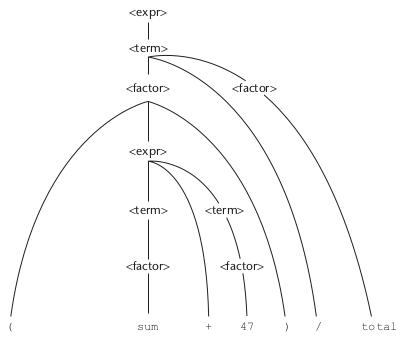 <expr>
<term>
<factor> <factor>
<expr>
<term> <term>
<factor> <factor>
( sum + 47 ) / total